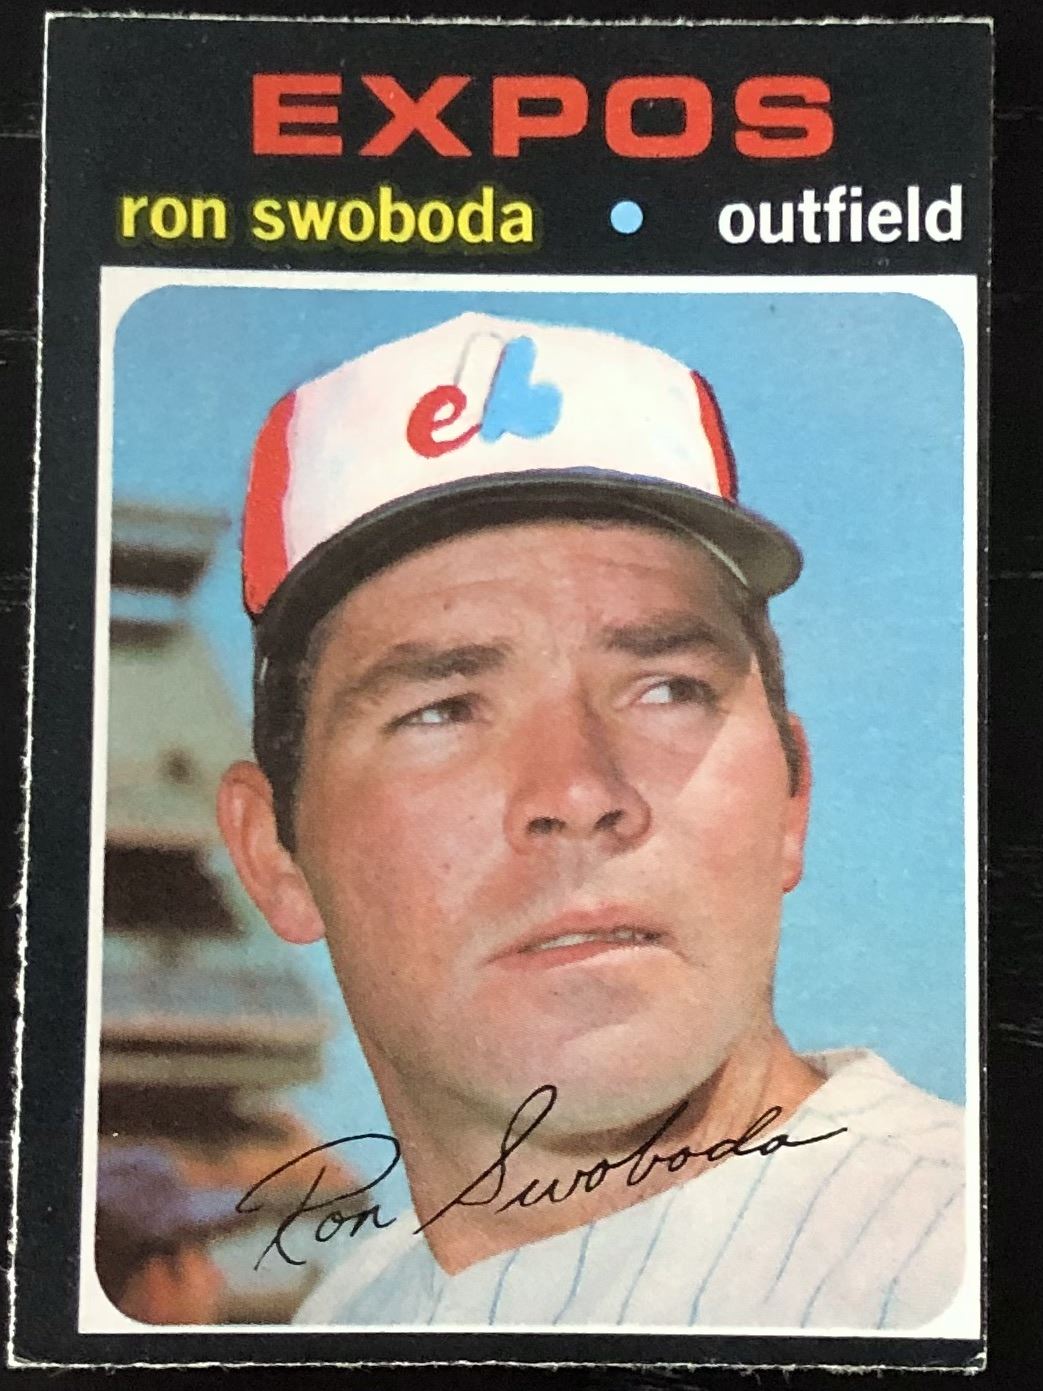 EXPOS
ron swoboda • outfield
eb
Ron Swoboda